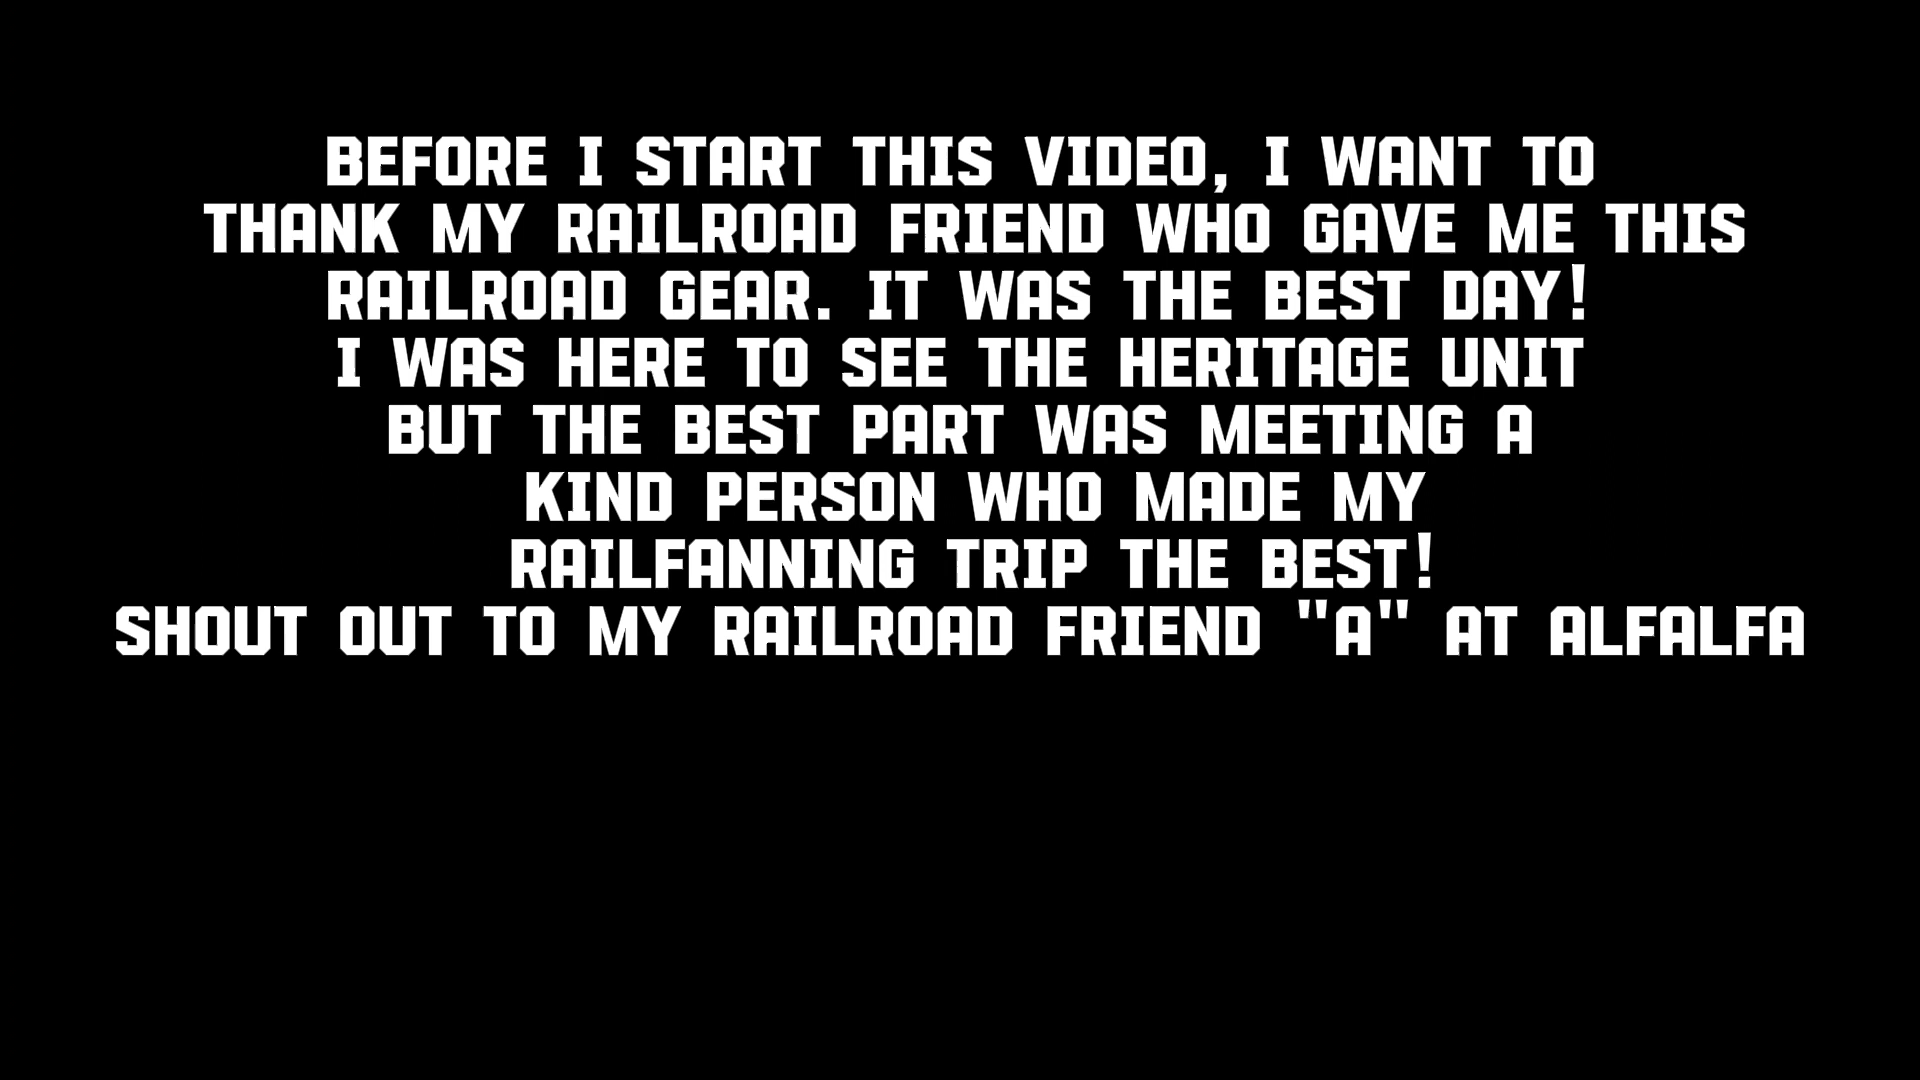 BEFORE I START THIS VIDEO, I WANT TO
THANK MY RAILROAD FRIEND WHO GAVE ME THIS
RAILROAD GEAR. IT WAS THE BEST DAY!
I WAS HERE TO SEE THE HERITAGE UNIT
BUT THE BEST PART WAS MEETING A
KIND PERSON WHO MADE MY
RAILFANNING TRIP THE BEST!
SHOUT OUT TO MY RAILROAD FRIEND "A" AT ALFALFA